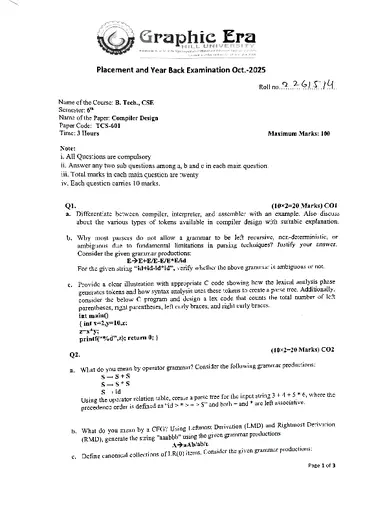 Graphic Era
HILL UNIVERSITY
Placement and Year Back Examination Oct.-2025
Roll no. 2261514
Name of the Course: B. Tech., CSE
Semester: 6th
Name of the Paper: Compiler Design
Paper Code: TCS-601
Time: 3 Hours Maximum Marks: 100
Note:
i. All Questions are compulsory
ii. Answer any two sub questions among a, b and c in each main question
iii. Total marks in each main question are twenty
iv. Each question carries 10 marks.
Q1. (10×2=20 Marks) CO1
a. Differentiate between compiler, interpreter, and assembler with an example. Also discuss
about the various types of tokens available in compiler design with suitable explanation.
b. Why most parsers do not allow a grammar to be left recursive, non-deterministic, or
ambiguous due to fundamental limitations in parsing techniques? Justify your answer.
Consider the given grammar productions:
For the given string "id+id-id*id", verify whether the above grammar is ambiguous or not.
c. Provide a clear illustration with appropriate C code showing how the lexical analysis phase
generates tokens and how syntax analysis uses these tokens to create a parse tree. Additionally,
consider the below C program and design a lex code that counts the total number of left
parentheses, right parentheses, left curly braces, and right curly braces.
int main()
{ int x=2,y=10,z;
z=x*y;
printf("%d",z); return 0; }
Q2. (10×2=20 Marks) CO2
a. What do you mean by operator grammar? Consider the following grammar productions:
S → S + S
S → S * S
S → id
Using the operator relation table, create a parse tree for the input string 3 + 4 + 5 * 6, where the
precedence order is defined as "id > * > + > $" and both + and * are left associative.
b. What do you mean by a CFG? Using Leftmost Derivation (LMD) and Rightmost Derivation
(RMD), generate the string "aaabbb" using the given grammar productions
c. Define canonical collections of LR(0) items. Consider the given grammar productions:
Page 1 of 3